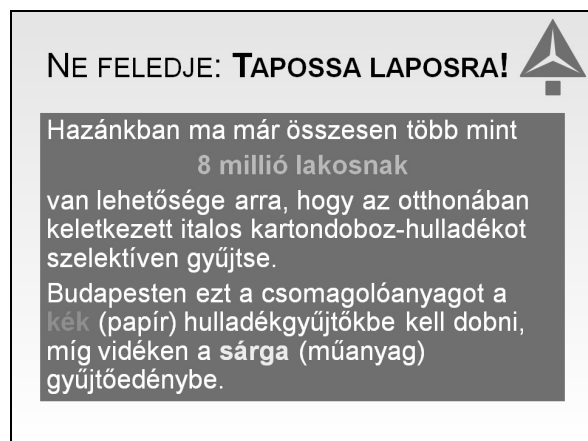 NE FELEDJE: TAPOSSA LAPOSRA!
Hazánkban ma már összesen több mint
8 millió lakosnak
van lehetősége arra, hogy az otthonában
keletkezett italos kartondoboz-hulladékot
szelektíven gyűjtse.
Budapesten ezt a csomagolóanyagot a
kék (papír) hulladékgyűjtőkbe kell dobni,
míg vidéken a sárga (műanyag)
gyűjtőedénybe.